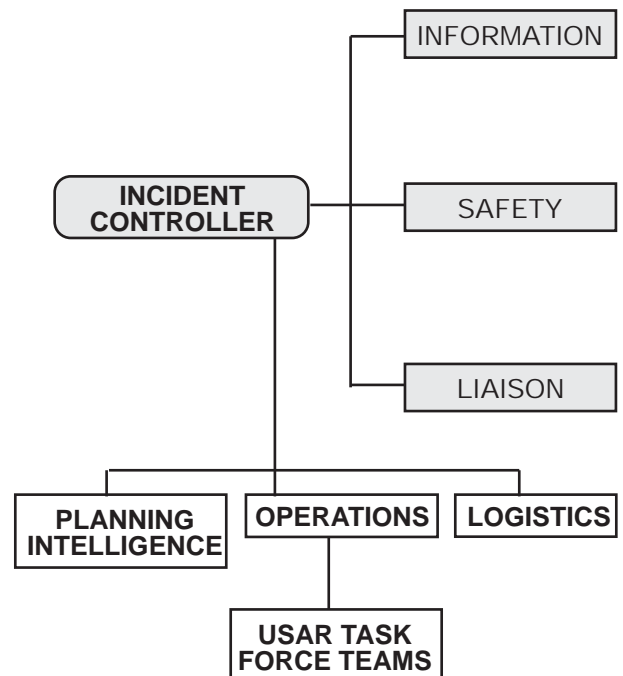 INFORMATION
INCIDENT
CONTROLLER
SAFETY
LIAISON
PLANNING
INTELLIGENCE
OPERATIONS
LOGISTICS
USAR TASK
FORCE TEAMS